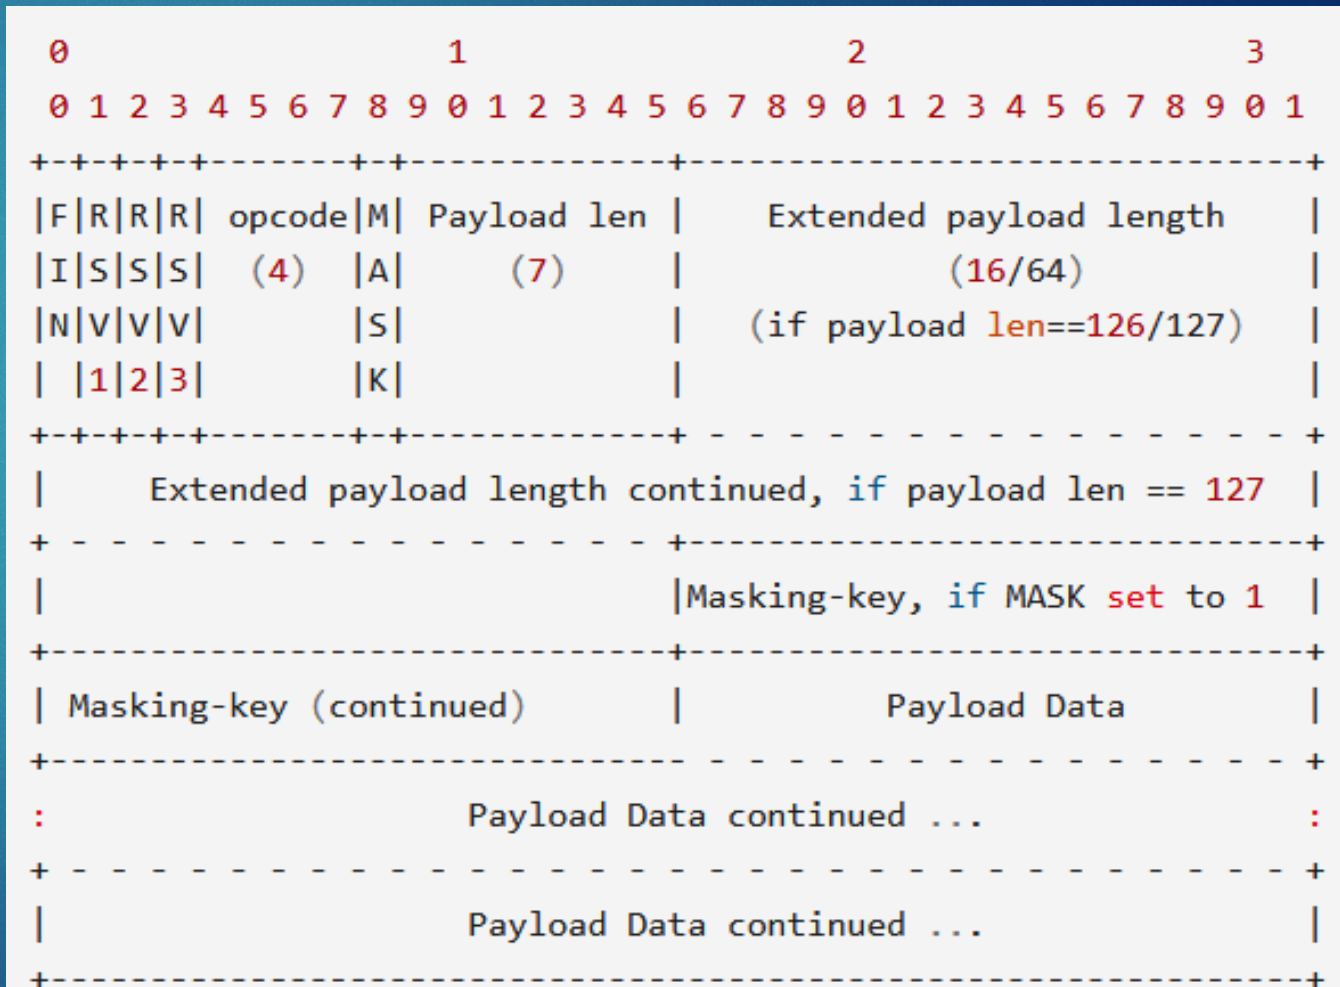 0                   1                   2                   3
 0 1 2 3 4 5 6 7 8 9 0 1 2 3 4 5 6 7 8 9 0 1 2 3 4 5 6 7 8 9 0 1
+-+-+-+-+-------+-+-------------+-------------------------------+
|F|R|R|R| opcode|M| Payload len |    Extended payload length    |
|I|S|S|S|  (4)  |A|     (7)     |             (16/64)           |
|N|V|V|V|       |S|             |   (if payload len==126/127)   |
| |1|2|3|       |K|             |                               |
+-+-+-+-+-------+-+-------------+ - - - - - - - - - - - - - - - +
|     Extended payload length continued, if payload len == 127  |
+ - - - - - - - - - - - - - - - +-------------------------------+
|                               |Masking-key, if MASK set to 1  |
+-------------------------------+-------------------------------+
| Masking-key (continued)       |          Payload Data         |
+-------------------------------- - - - - - - - - - - - - - - - +
:                     Payload Data continued ...                :
+ - - - - - - - - - - - - - - - - - - - - - - - - - - - - - - - +
|                     Payload Data continued ...                |
+---------------------------------------------------------------+